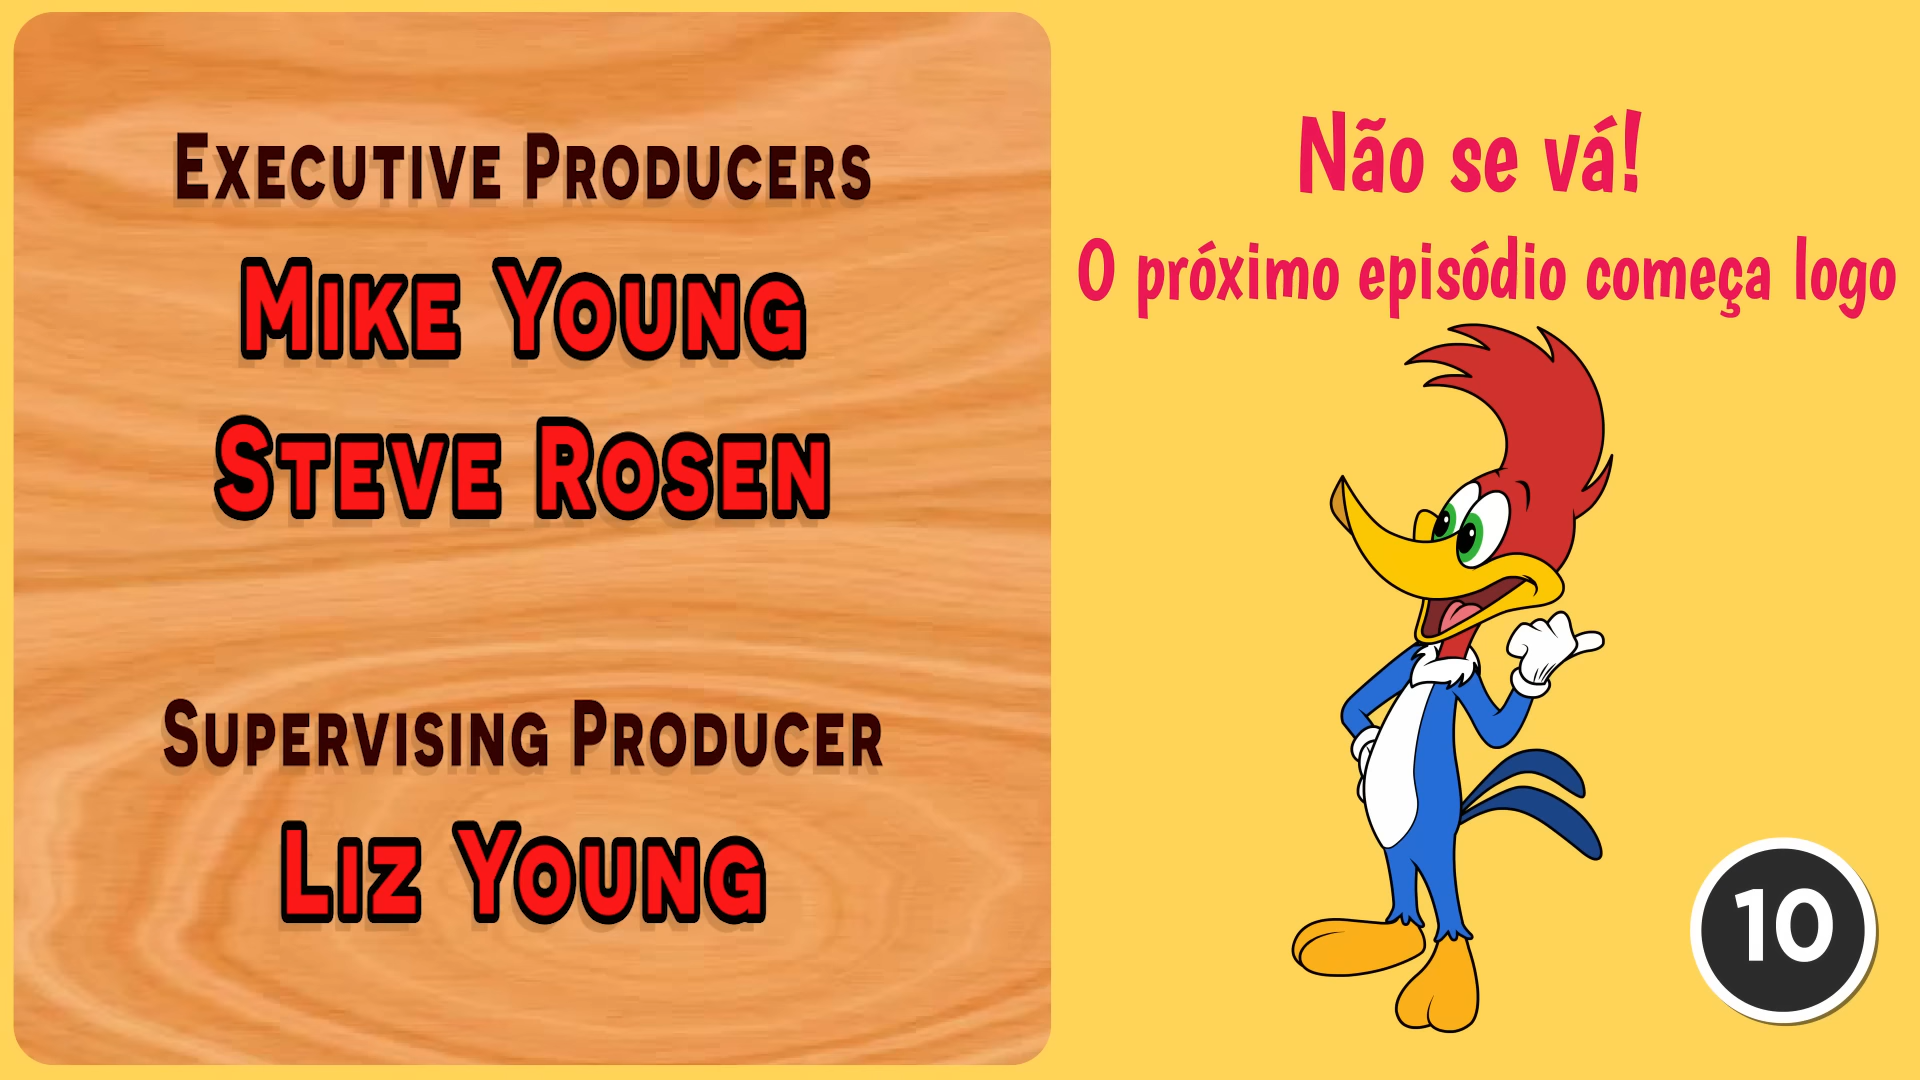 Executive Producers
Mike Young
Steve Rosen
Supervising Producer
Liz Young
Não se vá!
O próximo episódio começa logo
10